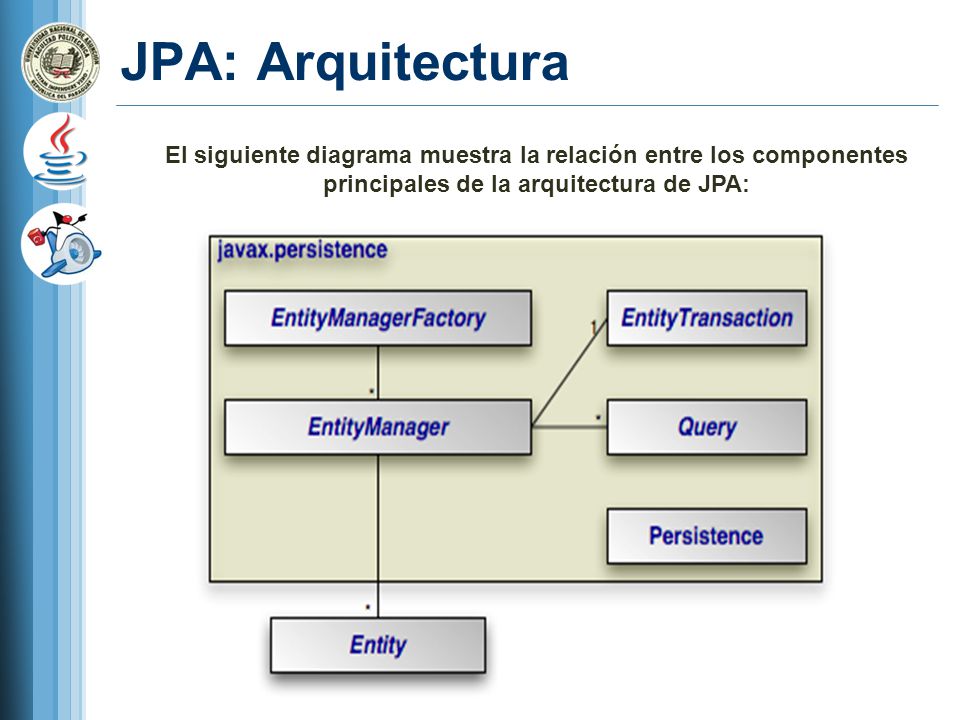 JPA: Arquitectura
El siguiente diagrama muestra la relación entre los componentes
principales de la arquitectura de JPA:
javax.persistence
EntityManagerFactory
1
EntityTransaction
*
EntityManager
*
Query
Persistence
*
Entity